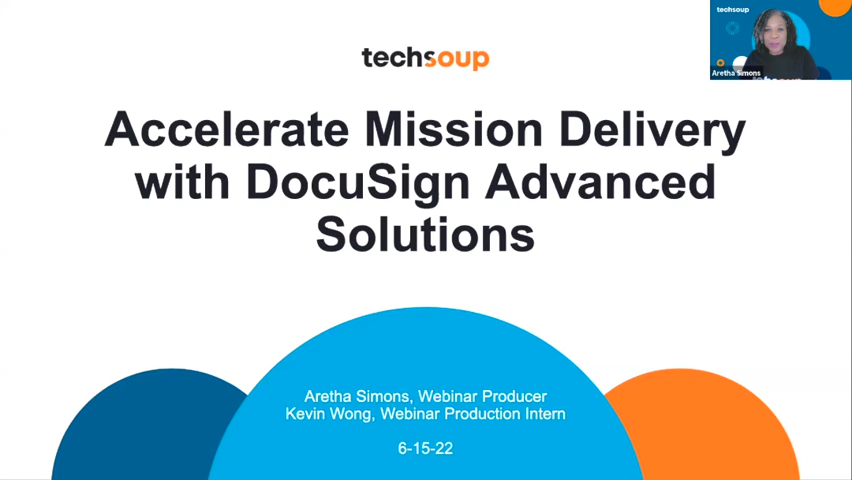 techsoup
Aretha Simons
techsoup
Accelerate Mission Delivery
with DocuSign Advanced
Solutions
Aretha Simons, Webinar Producer
Kevin Wong, Webinar Production Intern
6-15-22